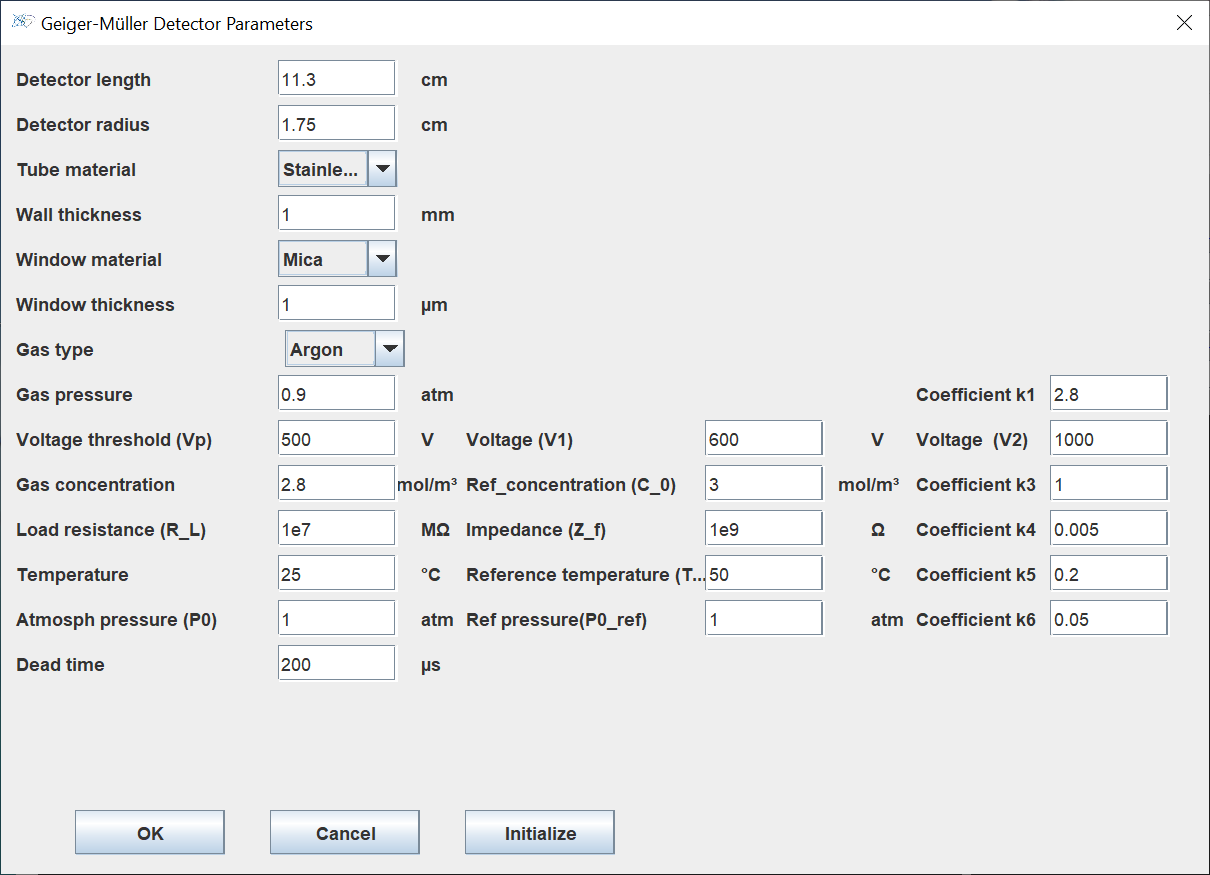 Geiger-Müller Detector Parameters
Detector length 11.3 cm
Detector radius 1.75 cm
Tube material Stainle...
Wall thickness 1 mm
Window material Mica
Window thickness 1 µm
Gas type Argon
Gas pressure 0.9 atm Coefficient k1 2.8
Voltage threshold (Vp) 500 V Voltage (V1) 600 V Voltage (V2) 1000
Gas concentration 2.8 mol/m³ Ref_concentration (C_0) 3 mol/m³ Coefficient k3 1
Load resistance (R_L) 1e7 MΩ Impedance (Z_f) 1e9 Ω Coefficient k4 0.005
Temperature 25 °C Reference temperature (T... 50 °C Coefficient k5 0.2
Atmosph pressure (P0) 1 atm Ref pressure(P0_ref) 1 atm Coefficient k6 0.05
Dead time 200 µs
OK Cancel Initialize